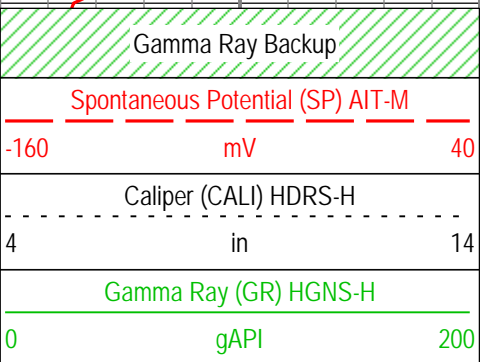 Gamma Ray Backup
Spontaneous Potential (SP) AIT-M
-160 mV 40
Caliper (CALI) HDRS-H
4 in 14
Gamma Ray (GR) HGNS-H
0 gAPI 200